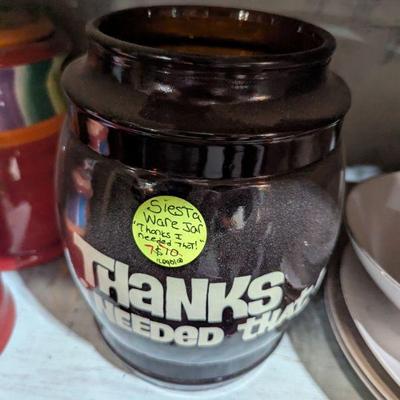 Siesta
Ware Jar
"Thanks I
needed that!"
THANKS
NEEDED that